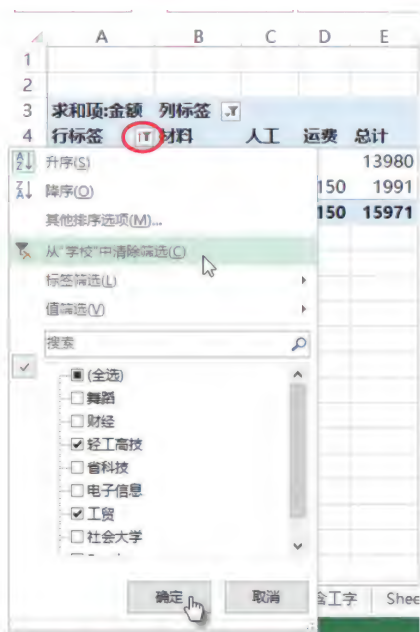 A B C D E
1
2
3 求和项:金额 列标签
4 行标签 材料 人工 运费 总计
升序(S) 13980
降序(O) 150 1991
其他排序选项(M)... 150 15971
从"学校"中清除筛选(C)
标签筛选(L)
值筛选(V)
搜索
(全选)
舞蹈
财经
轻工高技
省科技
电子信息
工贸
社会大学
确定 取消 含工字 Shee